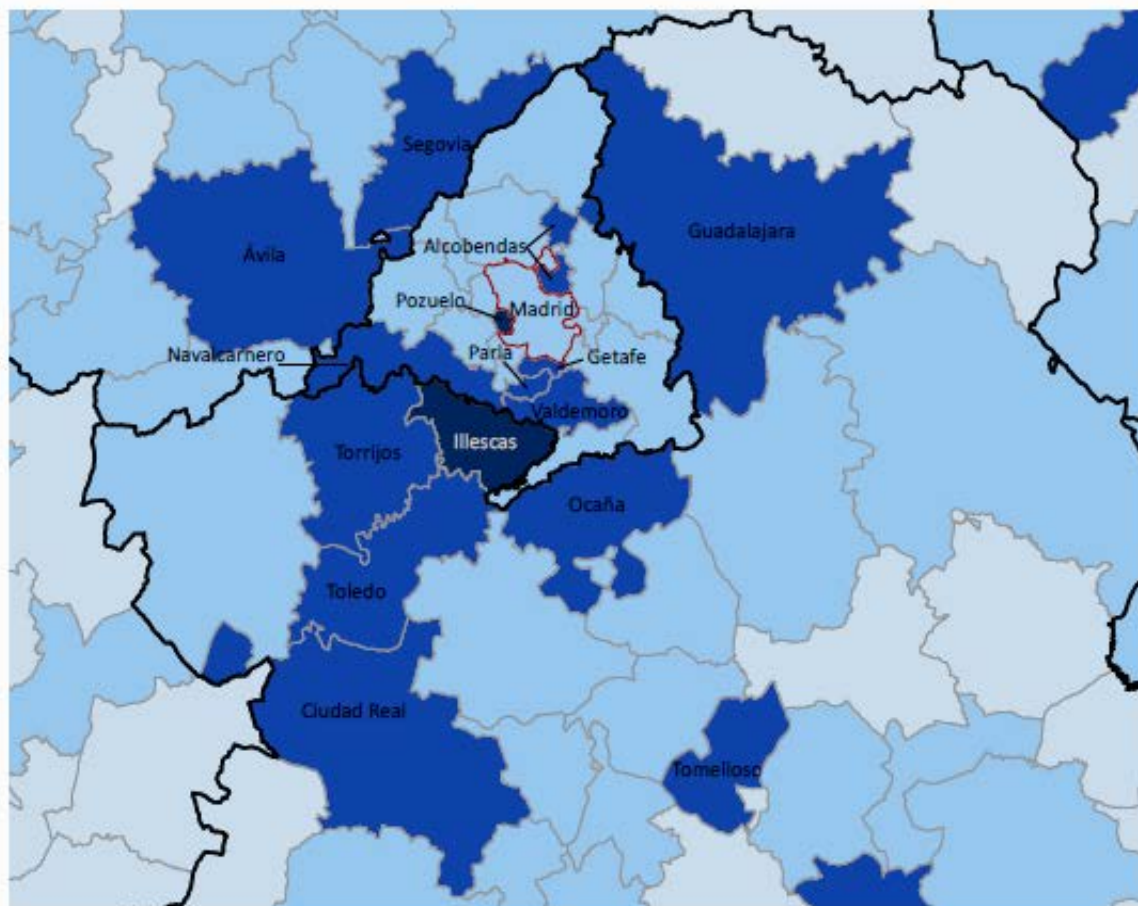 Segovia
Ávila
Alcobendas
Guadalajara
Pozuelo
Madrid
Navalcarnero
Parla
Getafe
Valdemoro
Illescas
Torrijos
Ocaña
Toledo
Ciudad Real
Tomelloso